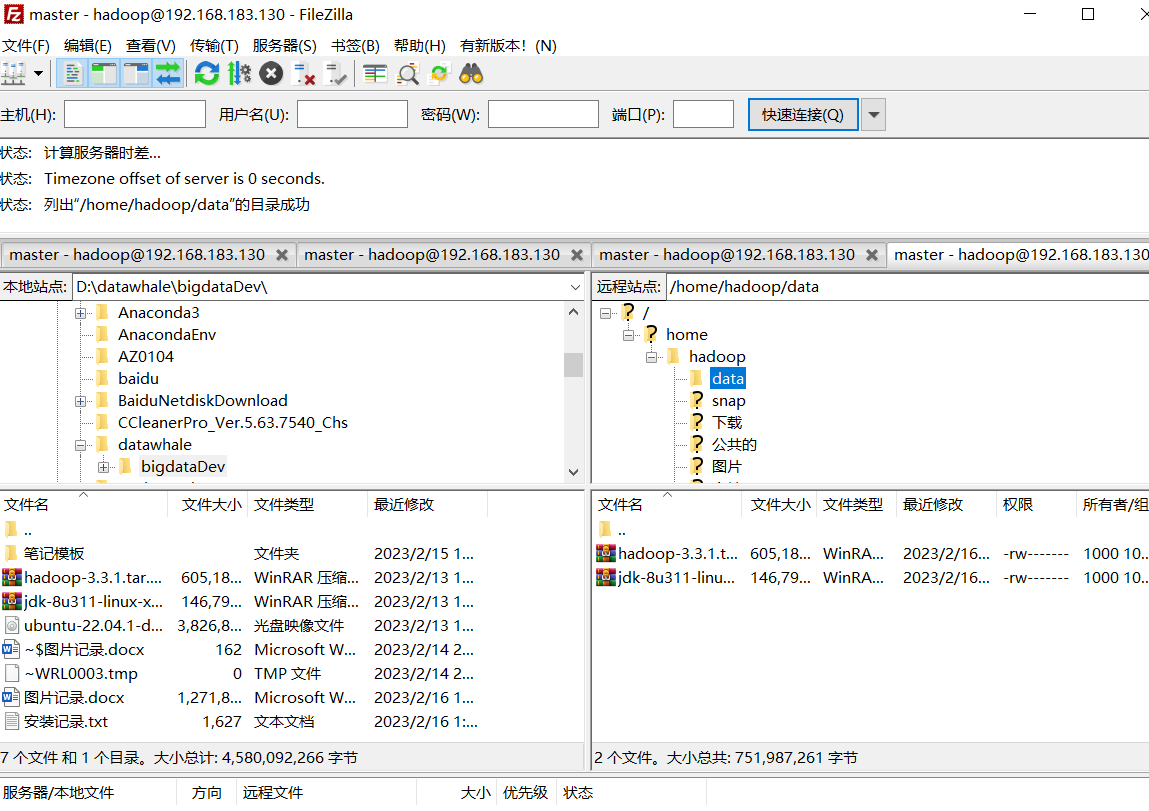 master - hadoop@192.168.183.130 - FileZilla
文件(F) 编辑(E) 查看(V) 传输(T) 服务器(S) 书签(B) 帮助(H) 有新版本！(N)
主机(H): 用户名(U): 密码(W): 端口(P): 快速连接(Q)
状态: 计算服务器时差...
状态: Timezone offset of server is 0 seconds.
状态: 列出“/home/hadoop/data”的目录成功
master - hadoop@192.168.183.130 master - hadoop@192.168.183.130 master - hadoop@192.168.183.130 master - hadoop@192.168.183.130
本地站点: D:\datawhale\bigdataDev\
Anaconda3
AnacondaEnv
AZ0104
baidu
BaiduNetdiskDownload
CCleanerPro_Ver.5.63.7540_Chs
datawhale
bigdataDev
远程站点: /home/hadoop/data
/
home
hadoop
data
snap
下载
公共的
图片
文件名 文件大小 文件类型 最近修改
..
笔记模板 文件夹 2023/2/15 1...
hadoop-3.3.1.tar.... 605,18... WinRAR 压缩... 2023/2/13 1...
jdk-8u311-linux-x... 146,79... WinRAR 压缩... 2023/2/13 1...
ubuntu-22.04.1-d... 3,826,8... 光盘映像文件 2023/2/13 1...
~$图片记录.docx 162 Microsoft W... 2023/2/14 2...
~WRL0003.tmp 0 TMP 文件 2023/2/14 2...
图片记录.docx 1,271,8... Microsoft W... 2023/2/16 1...
安装记录.txt 1,627 文本文档 2023/2/16 1:...
7 个文件 和 1 个目录。大小总计: 4,580,092,266 字节
文件名 文件大小 文件类型 最近修改 权限 所有者/组
..
hadoop-3.3.1.t... 605,18... WinRA... 2023/2/16... -rw------- 1000 10...
jdk-8u311-linu... 146,79... WinRA... 2023/2/16... -rw------- 1000 10...
2 个文件。大小总共: 751,987,261 字节
服务器/本地文件 方向 远程文件 大小 优先级 状态